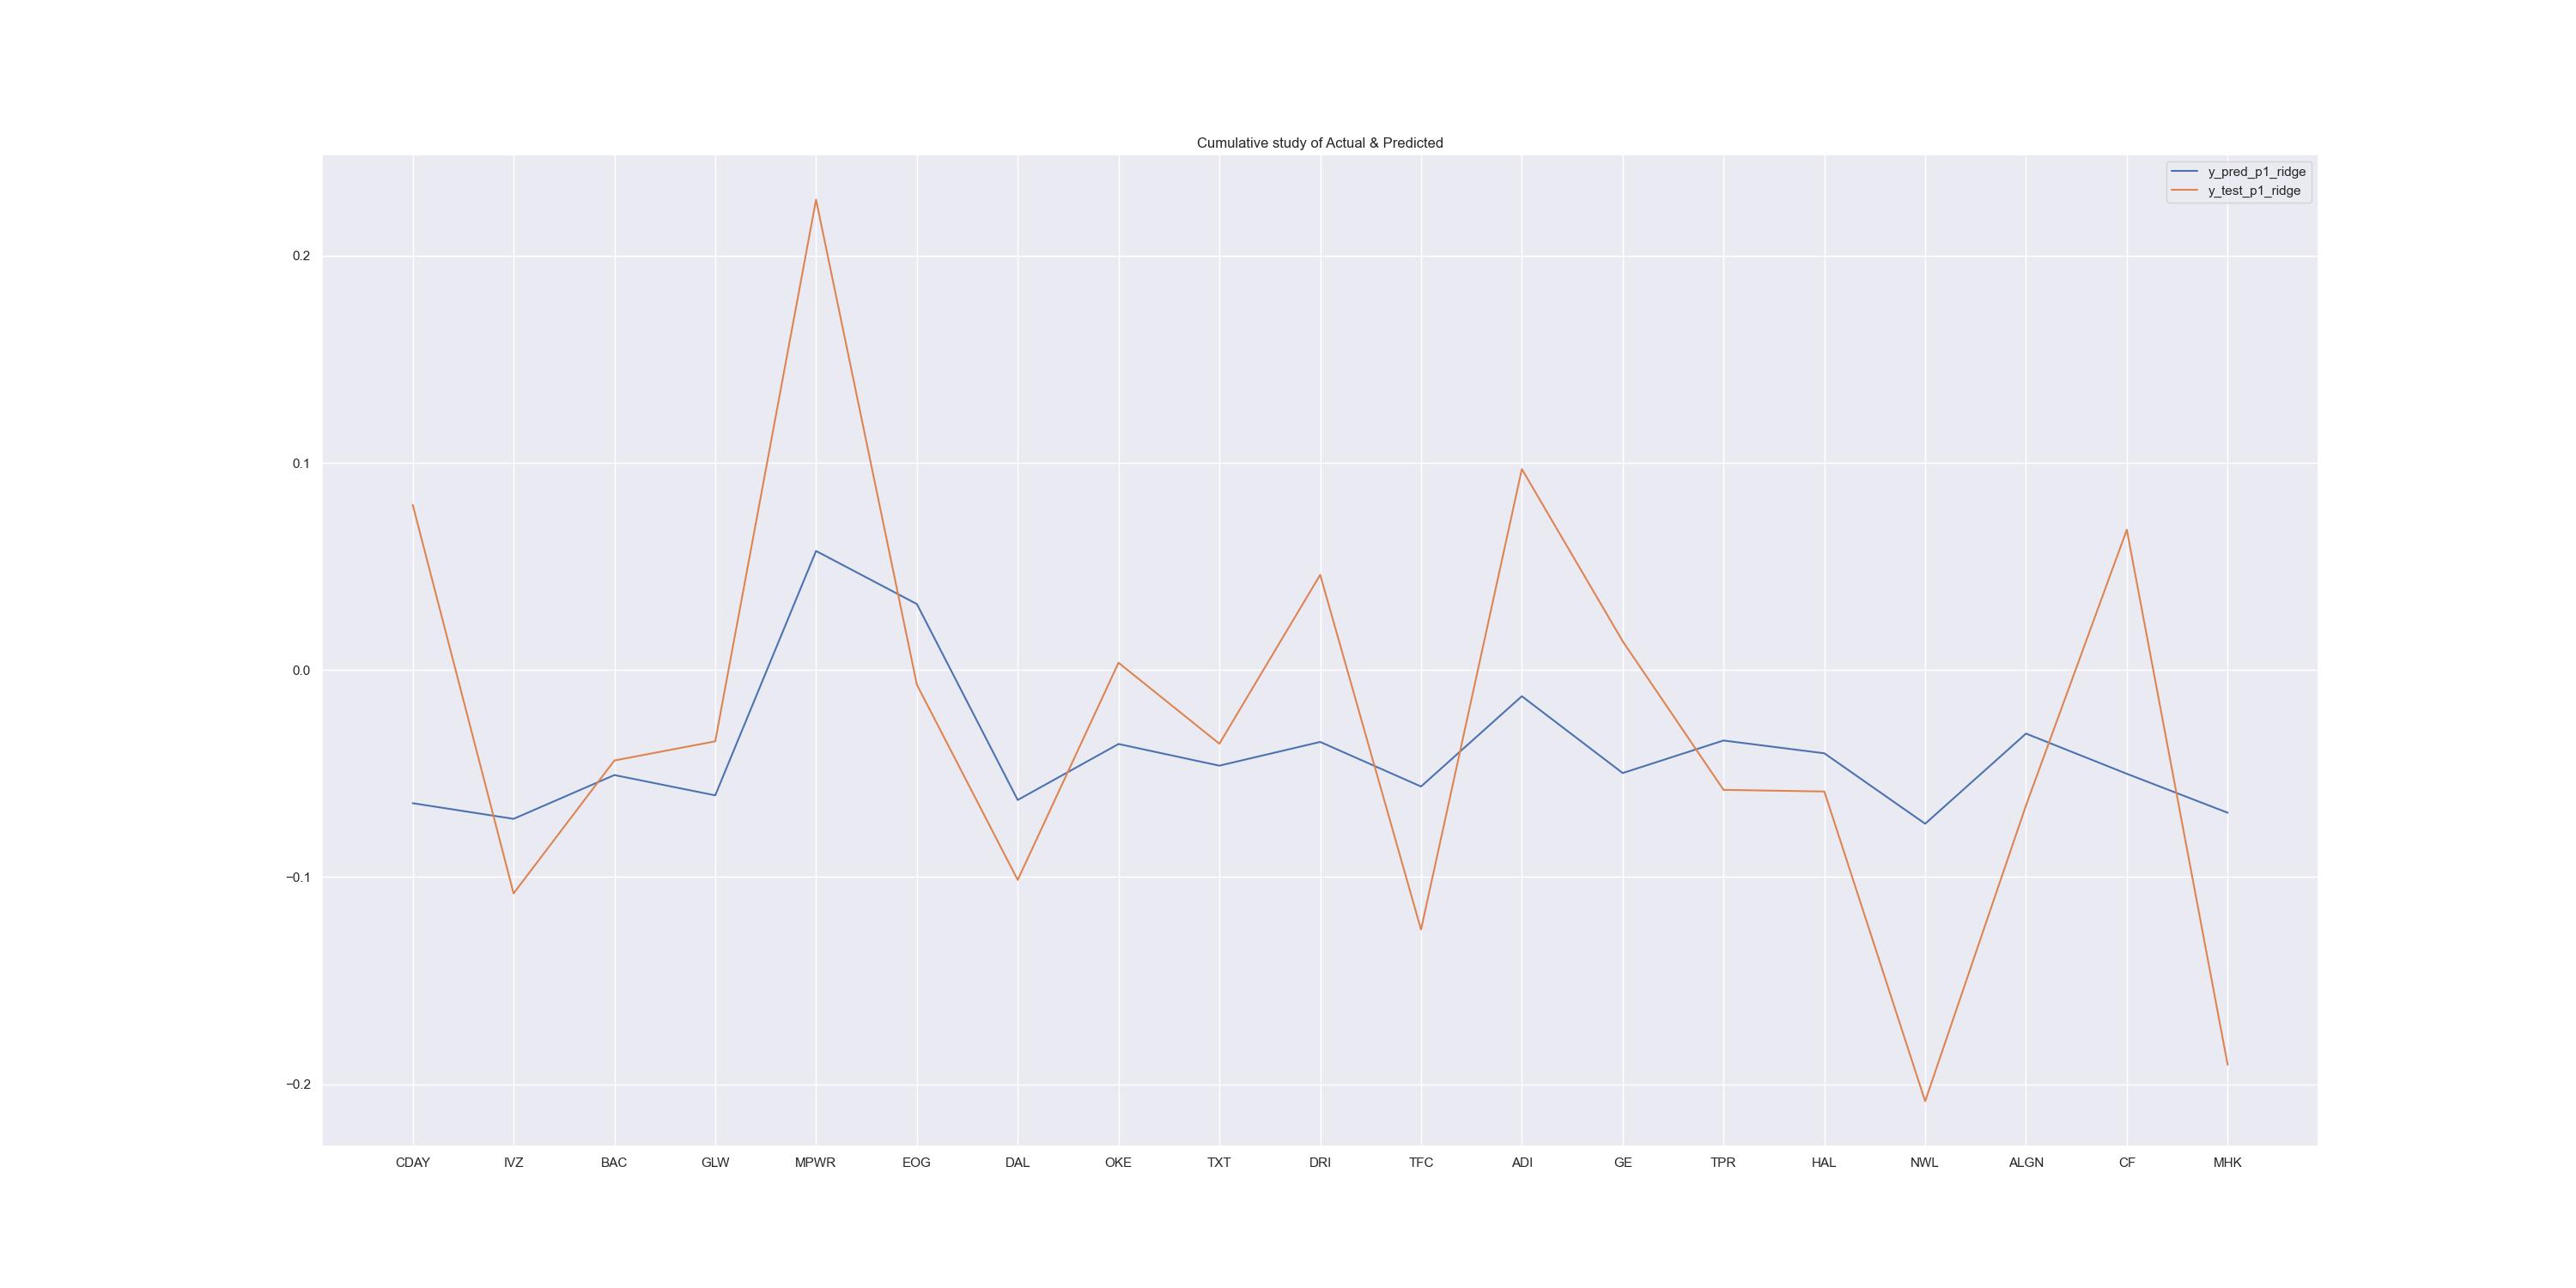 Cumulative study of Actual & Predicted
y_pred_p1_ridge
y_test_p1_ridge
0.2
0.1
0.0
−0.1
−0.2
CDAY IVZ BAC GLW MPWR EOG DAL OKE TXT DRI TFC ADI GE TPR HAL NWL ALGN CF MHK